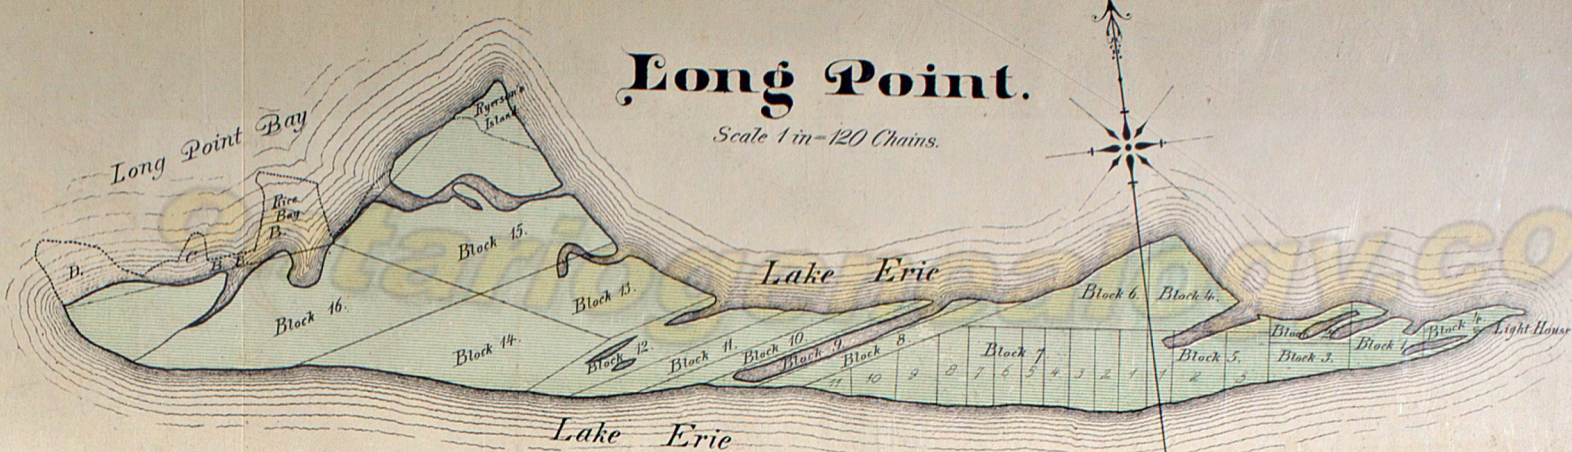 Long Point.
Scale 1 in=120 Chains.
Long Point Bay
Ryerson's
Island
Rice
Bay
B.
D.
C
B.
Block 15.
Block 16.
Block 13.
Block 14.
Lake Erie
Block 12.
Block 11.
Block 10.
Block 9.
Block 8.
Block 7
Block 6.
Block 4.
Block 5.
Block 3.
Block 1
Block
Light House
11 10 9 8 7 6 5 4 3 2 1 1 2 3
Lake Erie